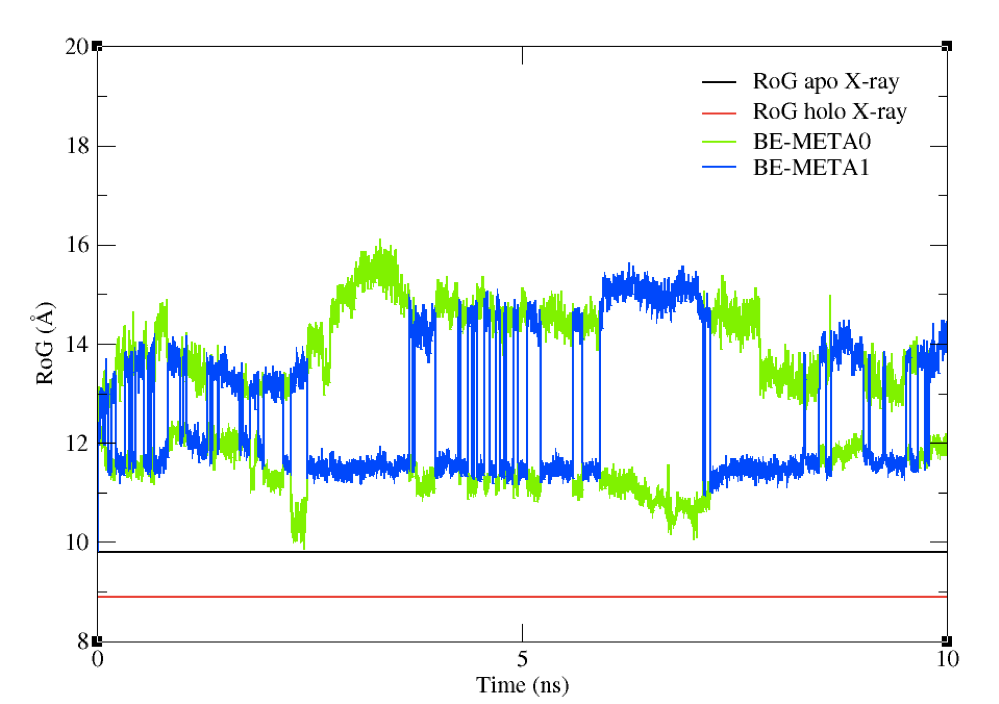 20
18
16
14
12
10
8
RoG (Å)
RoG apo X-ray
RoG holo X-ray
BE-META0
BE-META1
0
5
10
Time (ns)